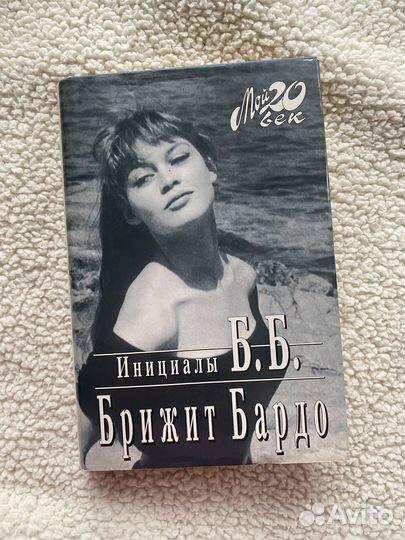 Мой 20
век
Инициалы Б.Б.
Брижит Бардо
Avito